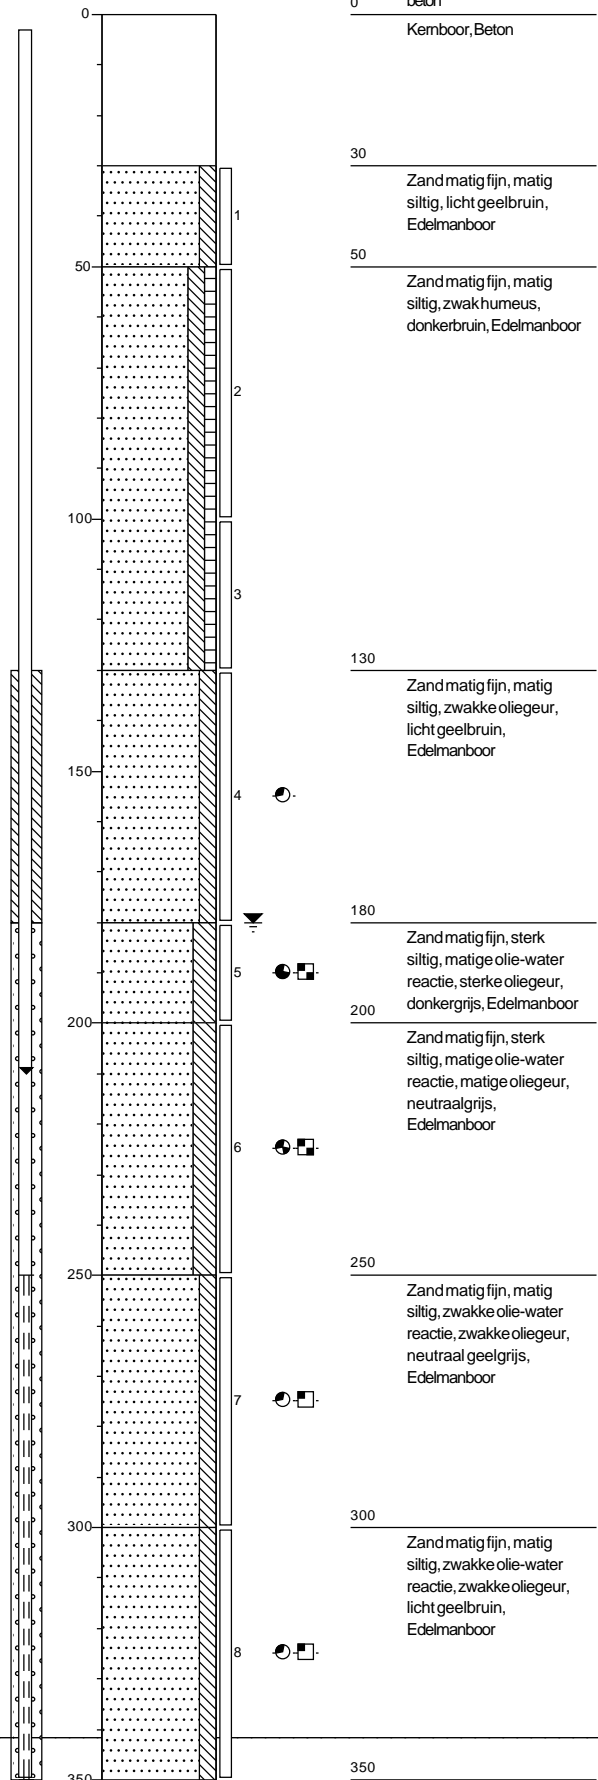 0
beton
0
Kernboor, Beton
30
Zand matig fijn, matig
siltig, licht geelbruin,
Edelmanboor
1
50
50
Zand matig fijn, matig
siltig, zwak humeus,
donkerbruin, Edelmanboor
2
100
3
130
Zand matig fijn, matig
siltig, zwakke oliegeur,
licht geelbruin,
Edelmanboor
150
4
180
Zand matig fijn, sterk
siltig, matige olie-water
reactie, sterke oliegeur,
donkergrijs, Edelmanboor
5
200
200
Zand matig fijn, sterk
siltig, matige olie-water
reactie, matige oliegeur,
neutraalgrijs,
Edelmanboor
6
250
250
Zand matig fijn, matig
siltig, zwakke olie-water
reactie, zwakke oliegeur,
neutraal geelgrijs,
Edelmanboor
7
300
300
Zand matig fijn, matig
siltig, zwakke olie-water
reactie, zwakke oliegeur,
licht geelbruin,
Edelmanboor
8
350
350